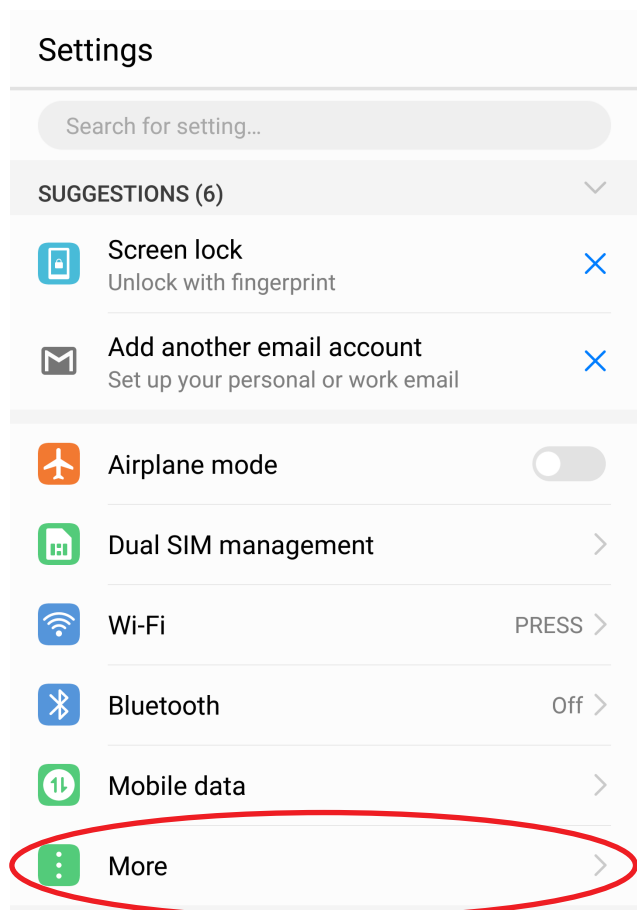 Settings
Search for setting...
SUGGESTIONS (6)
Screen lock
Unlock with fingerprint
Add another email account
Set up your personal or work email
Airplane mode
Dual SIM management
Wi-Fi PRESS
Bluetooth Off
Mobile data
More